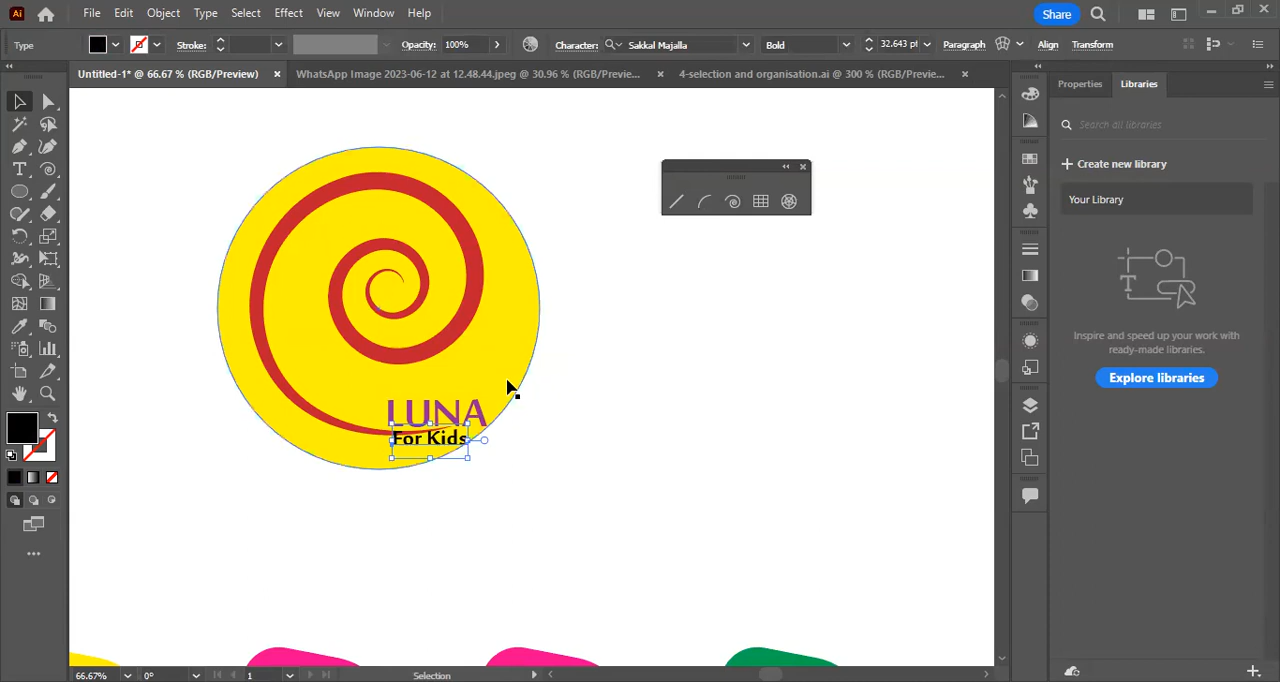 Ai File Edit Object Type Select Effect View Window Help Share
Type Stroke: Opacity: 100% Character: Sakkal Majalla Bold 32.643 pt Paragraph Align Transform
Untitled-1* @ 66.67 % (RGB/Preview) WhatsApp Image 2023-06-12 at 12.48.44.jpeg @ 30.96 % (RGB/Previe... 4-selection and organisation.ai @ 300 % (RGB/Previe...
Properties Libraries
Search all libraries
Create new library
Your Library
Inspire and speed up your work with
ready-made libraries.
Explore libraries
LUNA
For Kids
66.67% 0° 1 Selection